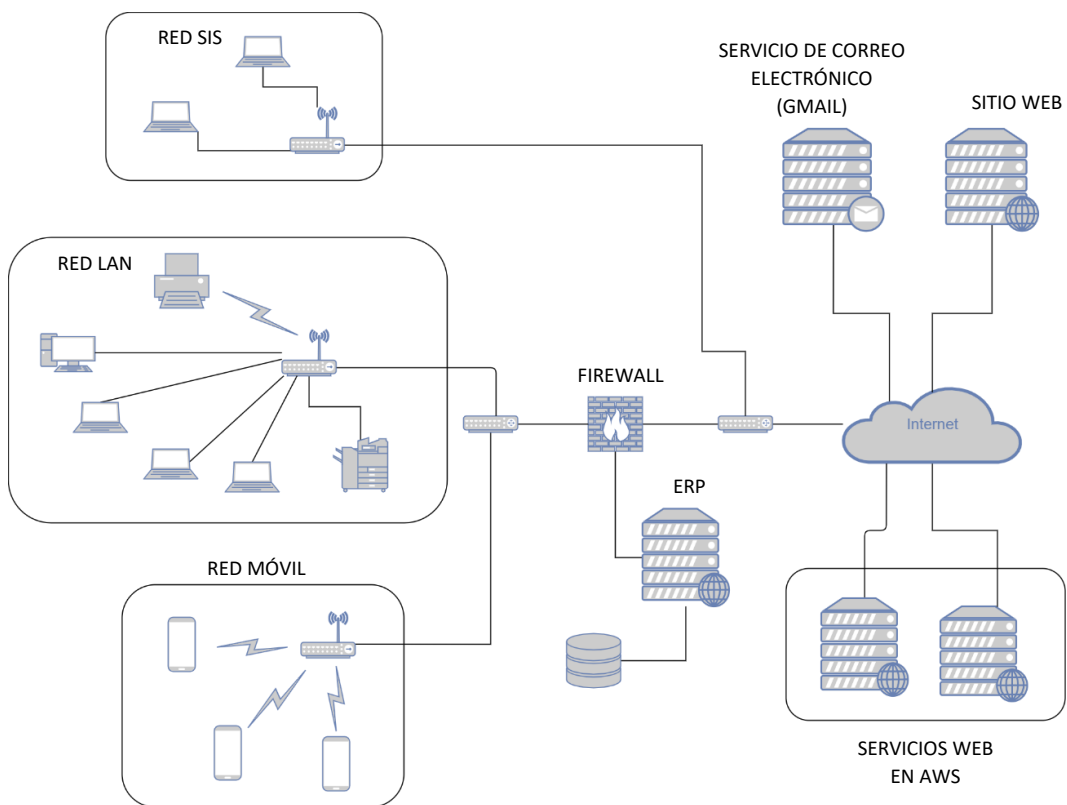 RED SIS
SERVICIO DE CORREO
ELECTRÓNICO
(GMAIL)
SITIO WEB
RED LAN
FIREWALL
Internet
ERP
RED MÓVIL
SERVICIOS WEB
EN AWS